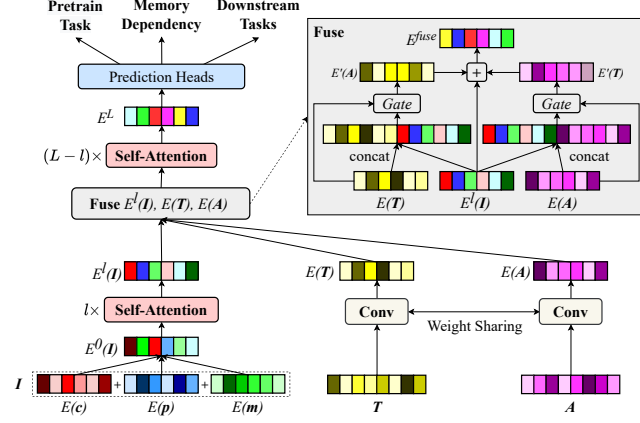 Pretrain Task
Memory Dependency
Downstream Tasks
Prediction Heads
E^L
(L − l)× Self-Attention
Fuse E^l(I), E(T), E(A)
E^l(I)
l× Self-Attention
E^0(I)
I
+
+
E(c)
E(p)
E(m)
E(T)
E(A)
Conv
Weight Sharing
Conv
T
A
Fuse
E^fuse
E'(A)
+
E'(T)
Gate
Gate
concat
concat
E(T)
E^l(I)
E(A)